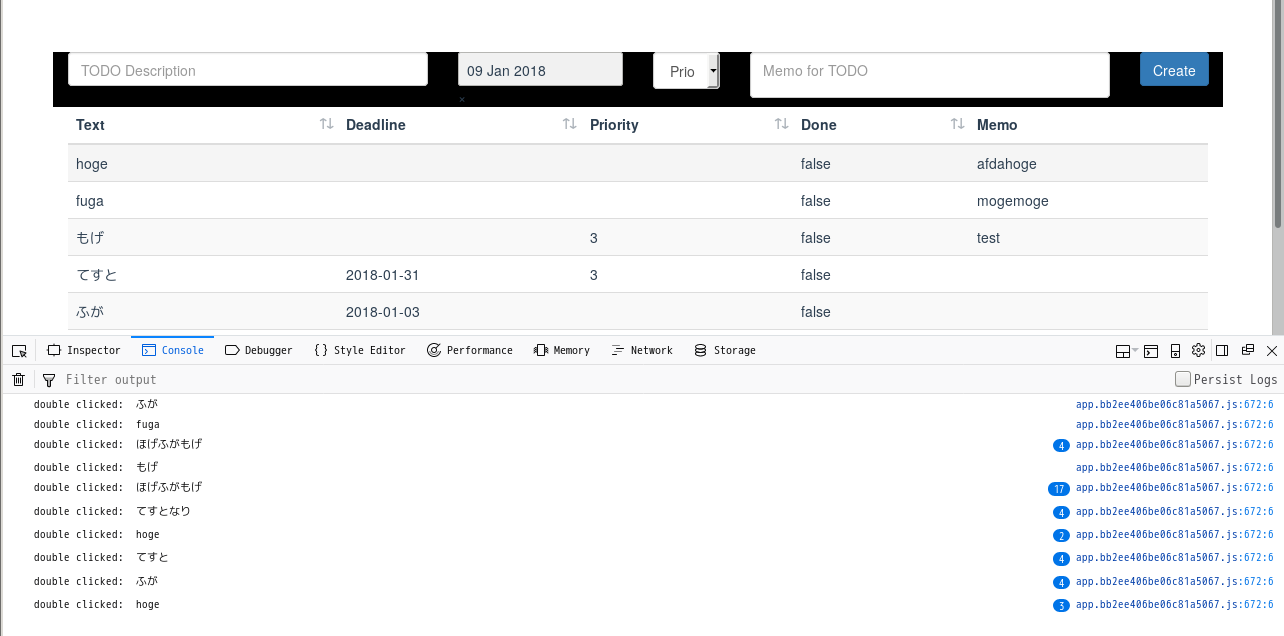 TODO Description 09 Jan 2018 Prio Memo for TODO Create
×
Text Deadline Priority Done Memo
hoge false afdahoge
fuga false mogemoge
もげ 3 false test
てすと 2018-01-31 3 false
ふが 2018-01-03 false
Inspector Console Debugger { } Style Editor Performance Memory Network Storage
Filter output Persist Logs
double clicked: ふが app.bb2ee406be06c81a5067.js:672:6
double clicked: fuga app.bb2ee406be06c81a5067.js:672:6
double clicked: ほげふがもげ 4 app.bb2ee406be06c81a5067.js:672:6
double clicked: もげ app.bb2ee406be06c81a5067.js:672:6
double clicked: ほげふがもげ 17 app.bb2ee406be06c81a5067.js:672:6
double clicked: てすとなり 4 app.bb2ee406be06c81a5067.js:672:6
double clicked: hoge 2 app.bb2ee406be06c81a5067.js:672:6
double clicked: てすと 4 app.bb2ee406be06c81a5067.js:672:6
double clicked: ふが 4 app.bb2ee406be06c81a5067.js:672:6
double clicked: hoge 3 app.bb2ee406be06c81a5067.js:672:6